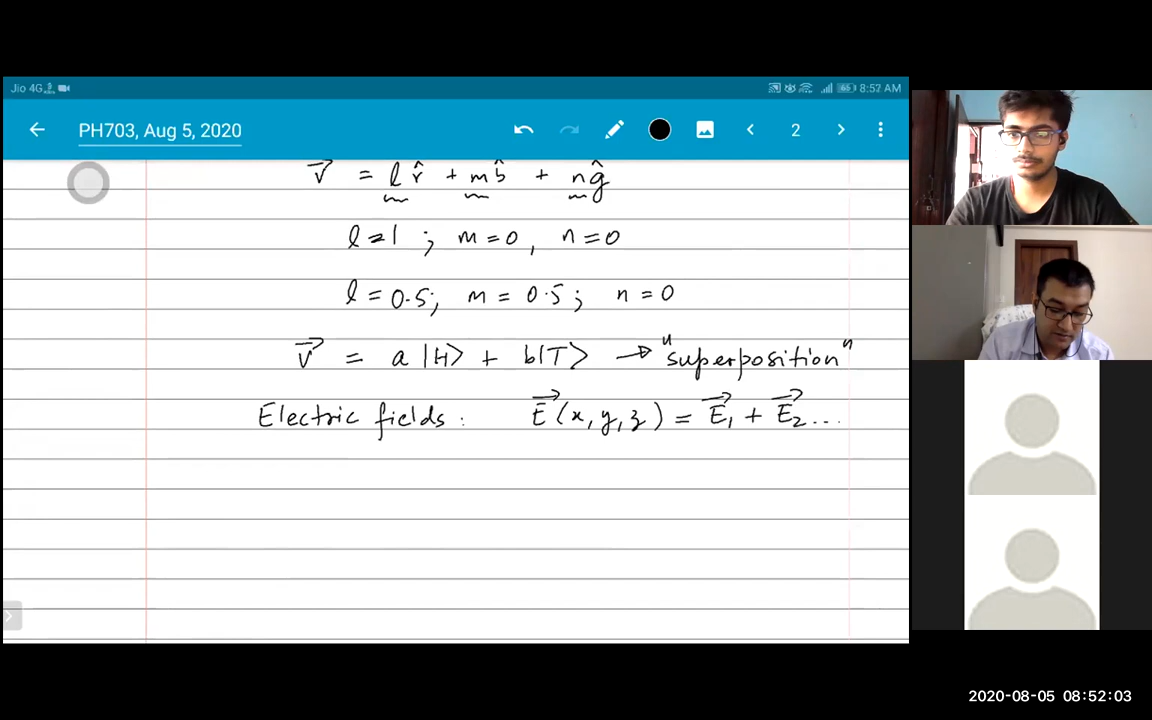 Jio 4G 8:52 AM
PH703, Aug 5, 2020 2
v⃗ = l r̂ + m b̂ + n ĝ
l = 1 ; m = 0 , n = 0
l = 0.5; m = 0.5; n = 0
v⃗ = a |H> + b|T> → "superposition"
Electric fields : E⃗(x, y, z) = E⃗₁ + E⃗₂ ...
2020-08-05 08:52:03